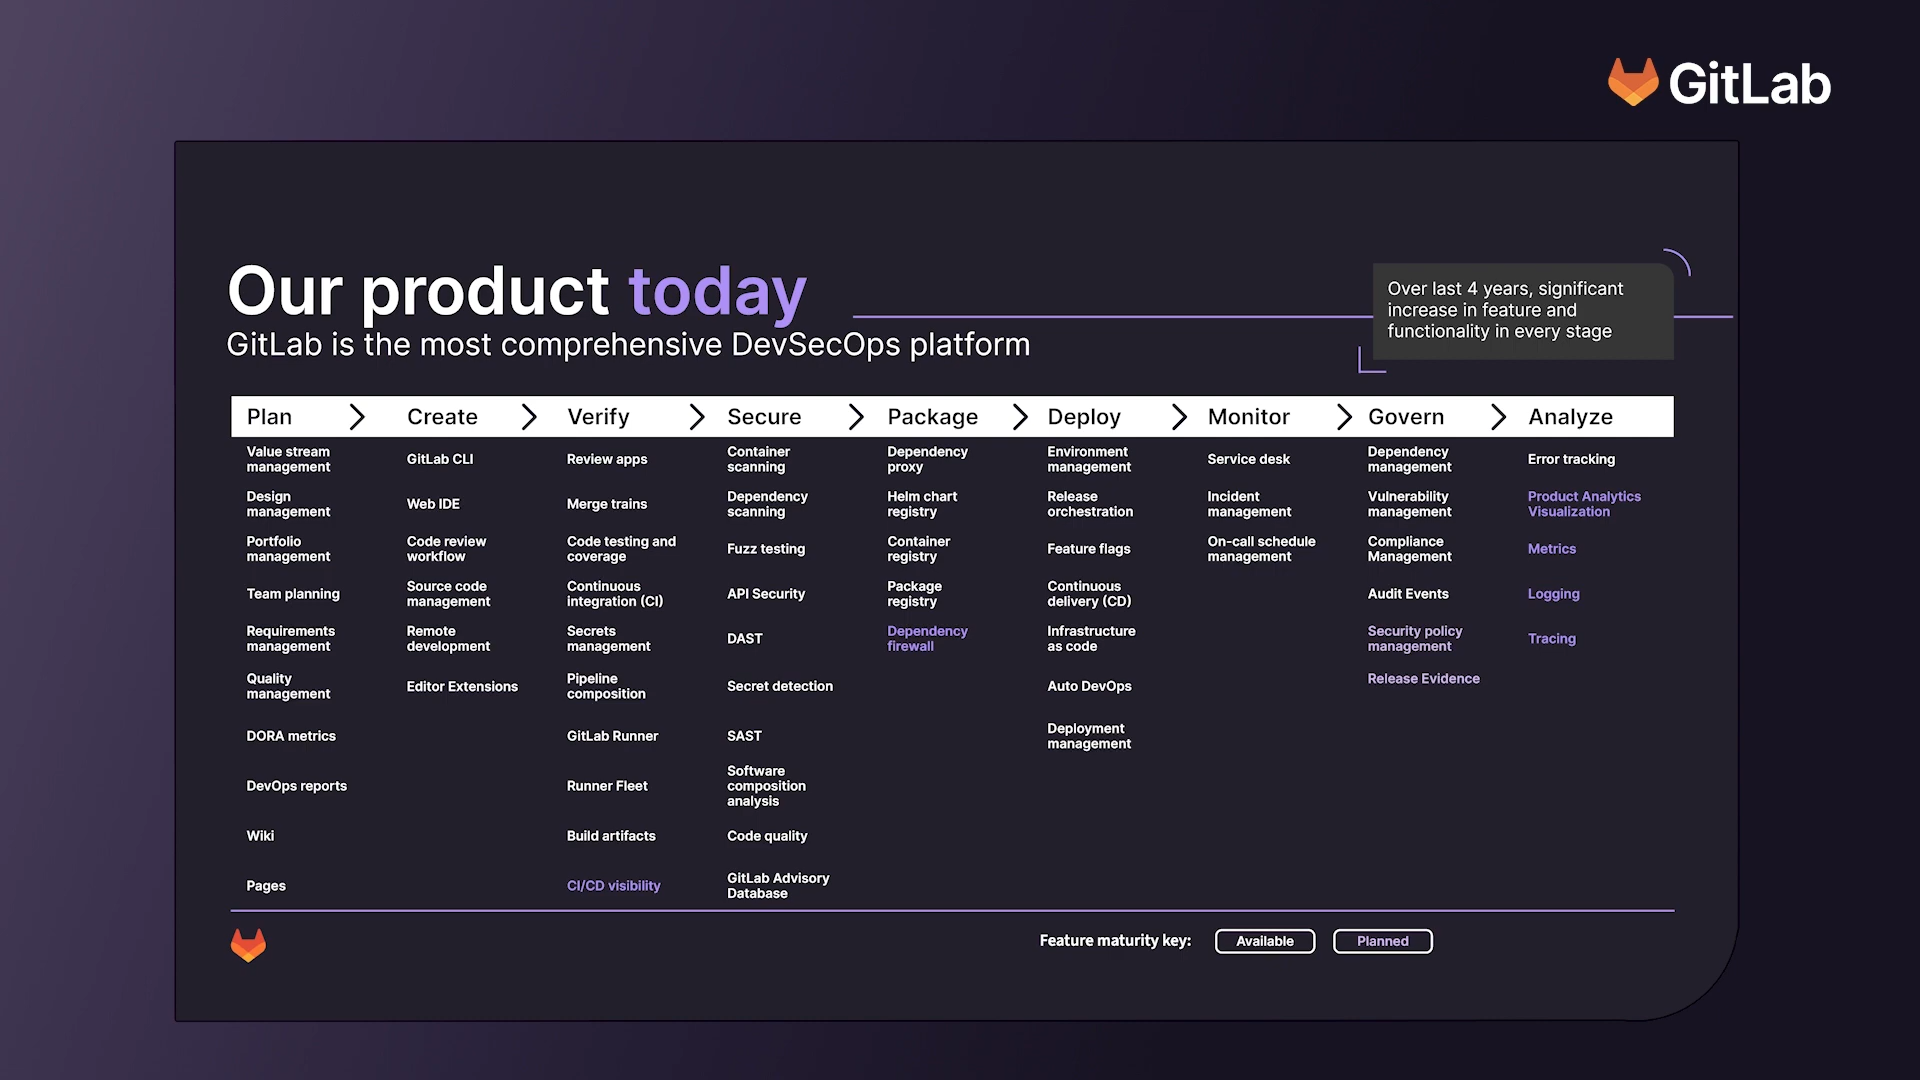 GitLab
Our product today
GitLab is the most comprehensive DevSecOps platform
Over last 4 years, significant
increase in feature and
functionality in every stage
Plan
Value stream
management
Design
management
Portfolio
management
Team planning
Requirements
management
Quality
management
DORA metrics
DevOps reports
Wiki
Pages
Create
GitLab CLI
Web IDE
Code review
workflow
Source code
management
Remote
development
Editor Extensions
Verify
Review apps
Merge trains
Code testing and
coverage
Continuous
integration (CI)
Secrets
management
Pipeline
composition
GitLab Runner
Runner Fleet
Build artifacts
CI/CD visibility
Secure
Container
scanning
Dependency
scanning
Fuzz testing
API Security
DAST
Secret detection
SAST
Software
composition
analysis
Code quality
GitLab Advisory
Database
Package
Dependency
proxy
Helm chart
registry
Container
registry
Package
registry
Dependency
firewall
Deploy
Environment
management
Release
orchestration
Feature flags
Continuous
delivery (CD)
Infrastructure
as code
Auto DevOps
Deployment
management
Monitor
Service desk
Incident
management
On-call schedule
management
Govern
Dependency
management
Vulnerability
management
Compliance
Management
Audit Events
Security policy
management
Release Evidence
Analyze
Error tracking
Product Analytics
Visualization
Metrics
Logging
Tracing
Feature maturity key:
Available
Planned